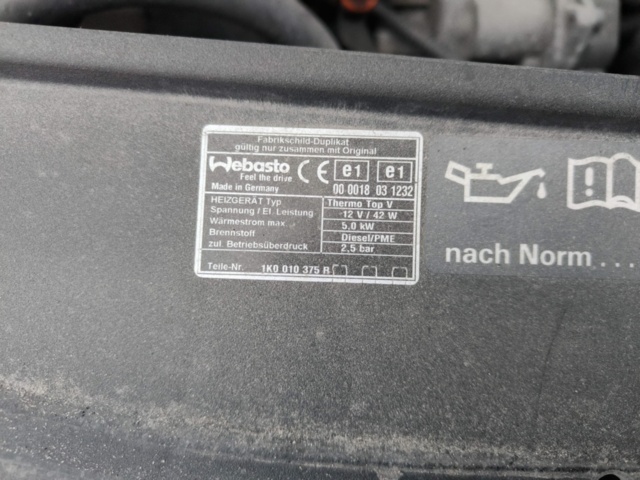 Fabrikschild-Duplikat
gültig nur zusammen mit Original
Webasto CE e1 e1
Feel the drive
Made in Germany 00 0018 03 1232
HEIZGERÄT Typ Thermo Top V
Spannung / El. Leistung -12 V / 42 W
Wärmestrom max. 5.0 kW
Brennstoff Diesel/PME
zul. Betriebsüberdruck 2.5 bar
Teile-Nr. 1K0 010 375 R
nach Norm....